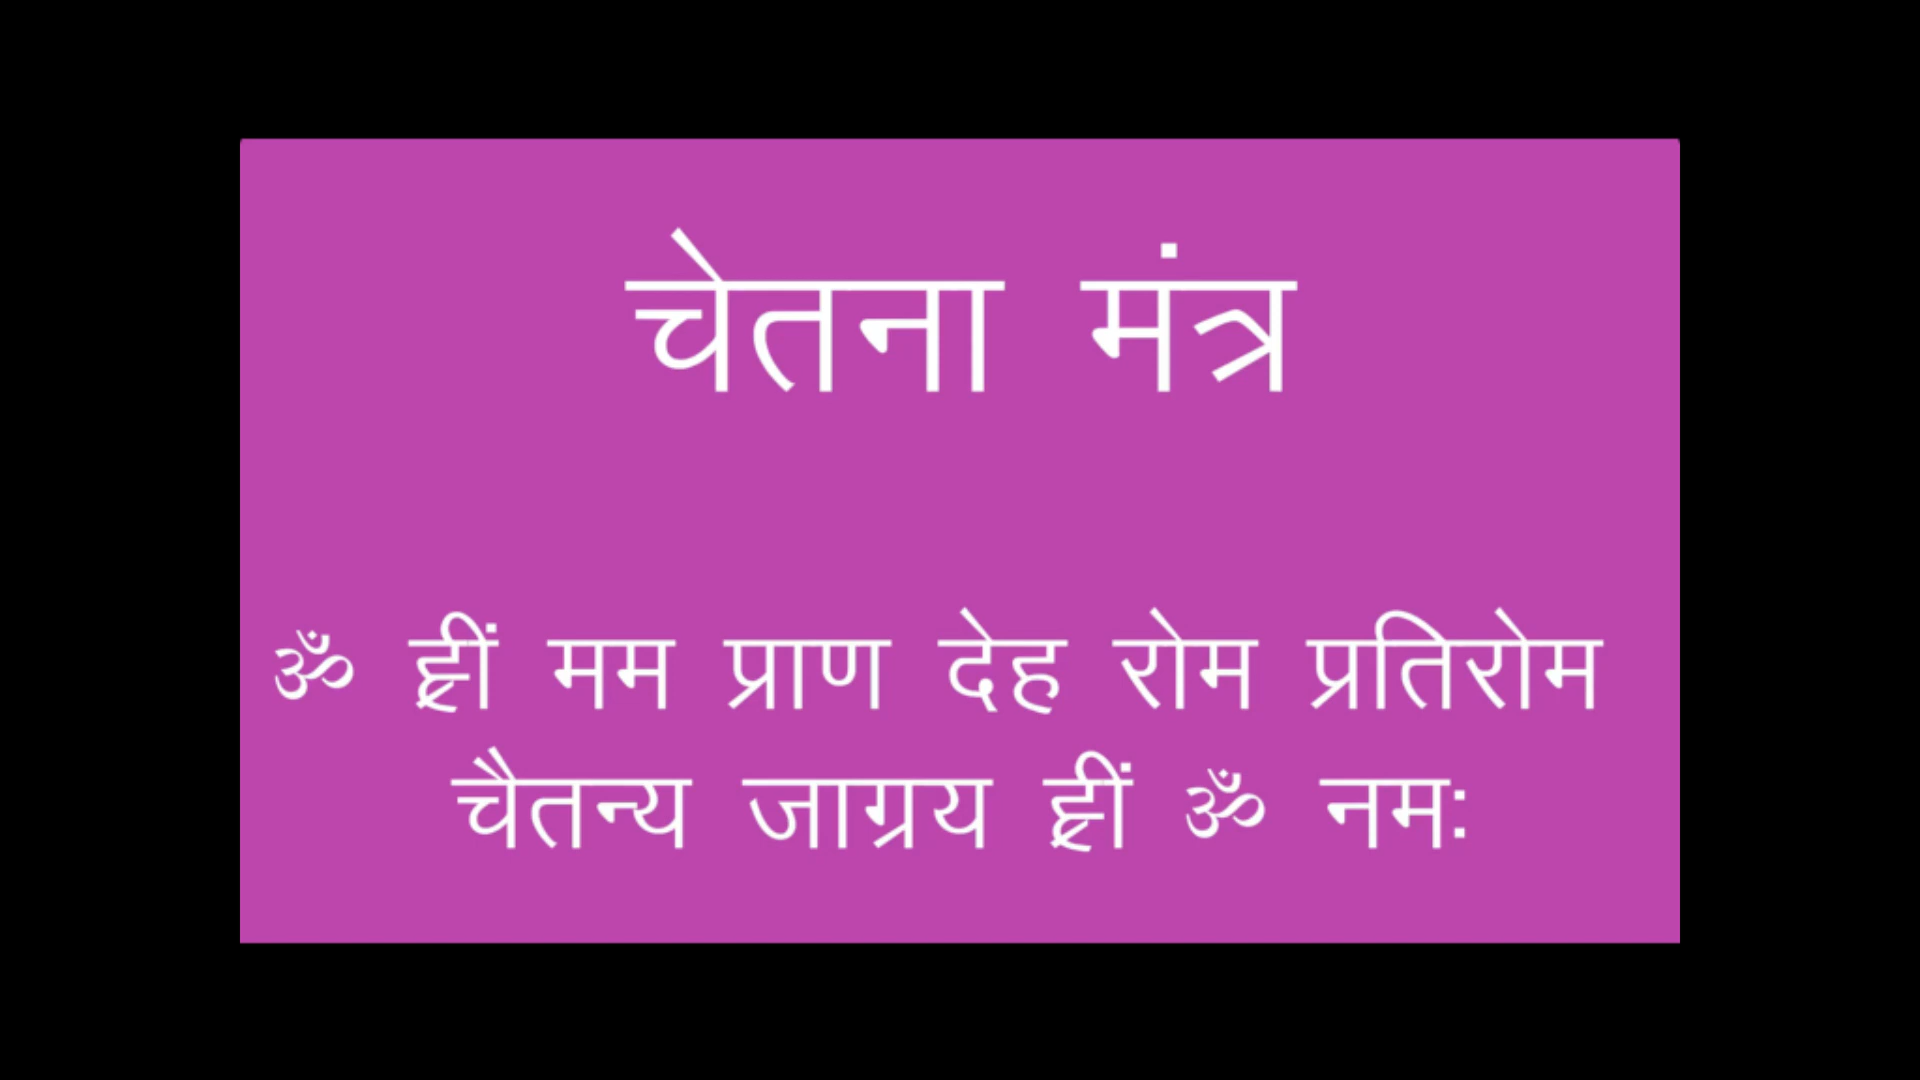 चेतना मंत्र
ॐ ह्रीं मम प्राण देह रोम प्रतिरोम
चैतन्य जाग्रय ह्रीं ॐ नम: